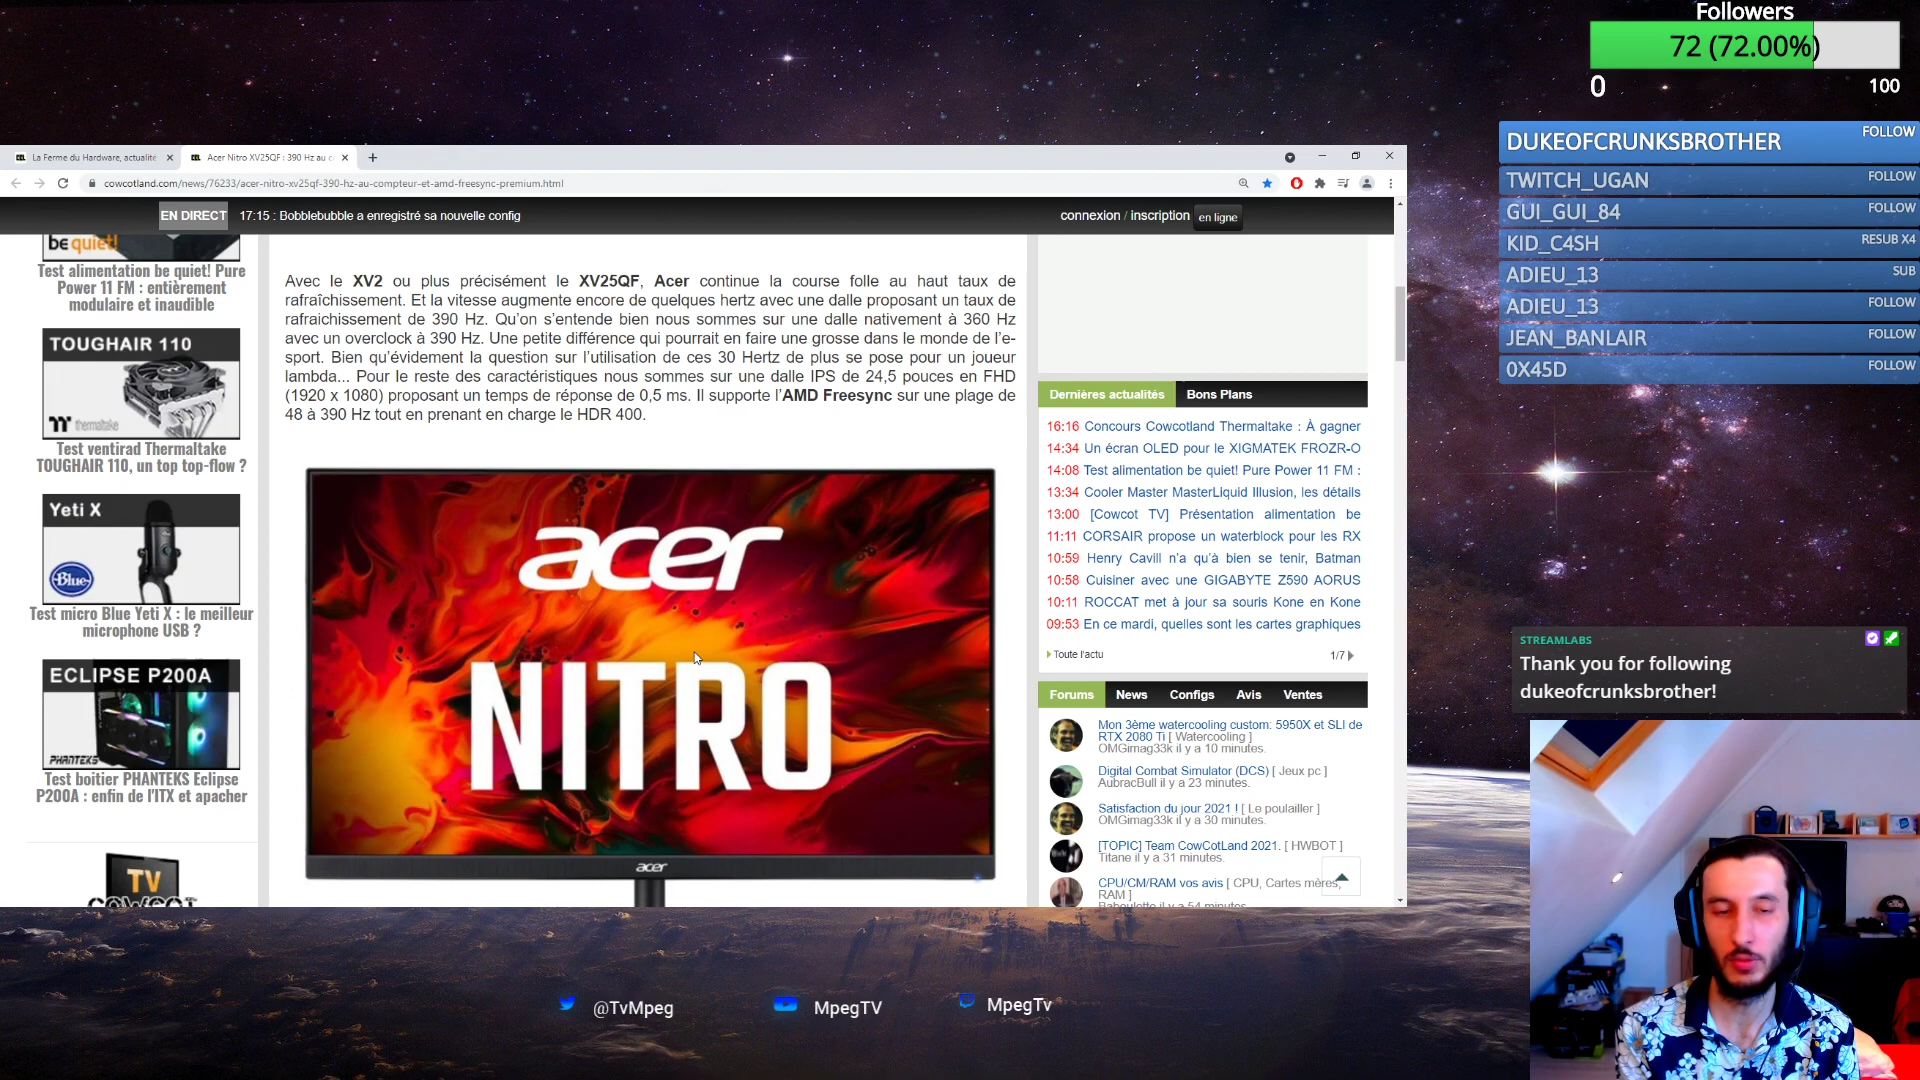 Followers
72 (72.00%)
0
100
DUKEOFCRUNKSBROTHER FOLLOW
TWITCH_UGAN FOLLOW
GUI_GUI_84 FOLLOW
KID_C4SH RESUB X4
ADIEU_13 SUB
ADIEU_13 FOLLOW
JEAN_BANLAIR FOLLOW
0X45D FOLLOW
La Ferme du Hardware, actualité
Acer Nitro XV25QF : 390 Hz au c
cowcotland.com/news/76233/acer-nitro-xv25qf-390-hz-au-compteur-et-amd-freesync-premium.html
EN DIRECT 17:15 : Bobblebubble a enregistré sa nouvelle config
connexion / inscription en ligne
be quiet!
Test alimentation be quiet! Pure
Power 11 FM : entièrement
modulaire et inaudible
TOUGHAIR 110
thermaltake
Test ventirad Thermaltake
TOUGHAIR 110, un top top-flow ?
Yeti X
Blue
Test micro Blue Yeti X : le meilleur
microphone USB ?
ECLIPSE P200A
PHANTEKS
Test boitier PHANTEKS Eclipse
P200A : enfin de l'ITX et apacher
TV
COWCOT
Avec le XV2 ou plus précisément le XV25QF, Acer continue la course folle au haut taux de
rafraîchissement. Et la vitesse augmente encore de quelques hertz avec une dalle proposant un taux de
rafraichissement de 390 Hz. Qu'on s'entende bien nous sommes sur une dalle nativement à 360 Hz
avec un overclock à 390 Hz. Une petite différence qui pourrait en faire une grosse dans le monde de l'e-
sport. Bien qu'évidement la question sur l'utilisation de ces 30 Hertz de plus se pose pour un joueur
lambda... Pour le reste des caractéristiques nous sommes sur une dalle IPS de 24,5 pouces en FHD
(1920 x 1080) proposant un temps de réponse de 0,5 ms. Il supporte l'AMD Freesync sur une plage de
48 à 390 Hz tout en prenant en charge le HDR 400.
acer
NITRO
acer
Dernières actualités Bons Plans
16:16 Concours Cowcotland Thermaltake : À gagner
14:34 Un écran OLED pour le XIGMATEK FROZR-O
14:08 Test alimentation be quiet! Pure Power 11 FM :
13:34 Cooler Master MasterLiquid Illusion, les détails
13:00 [Cowcot TV] Présentation alimentation be
11:11 CORSAIR propose un waterblock pour les RX
10:59 Henry Cavill n'a qu'à bien se tenir, Batman
10:58 Cuisiner avec une GIGABYTE Z590 AORUS
10:11 ROCCAT met à jour sa souris Kone en Kone
09:53 En ce mardi, quelles sont les cartes graphiques
Toute l'actu 1/7
Forums News Configs Avis Ventes
Mon 3ème watercooling custom: 5950X et SLI de
RTX 2080 Ti [ Watercooling ]
OMGimag33k il y a 10 minutes.
Digital Combat Simulator (DCS) [ Jeux pc ]
AubracBull il y a 23 minutes.
Satisfaction du jour 2021 ! [ Le poulailler ]
OMGimag33k il y a 30 minutes.
[TOPIC] Team CowCotLand 2021. [ HWBOT ]
Titane il y a 31 minutes.
CPU/CM/RAM vos avis [ CPU, Cartes mères,
RAM ]
Baboulette il y a 54 minutes.
STREAMLABS
Thank you for following
dukeofcrunksbrother!
@TvMpeg
MpegTV
MpegTv